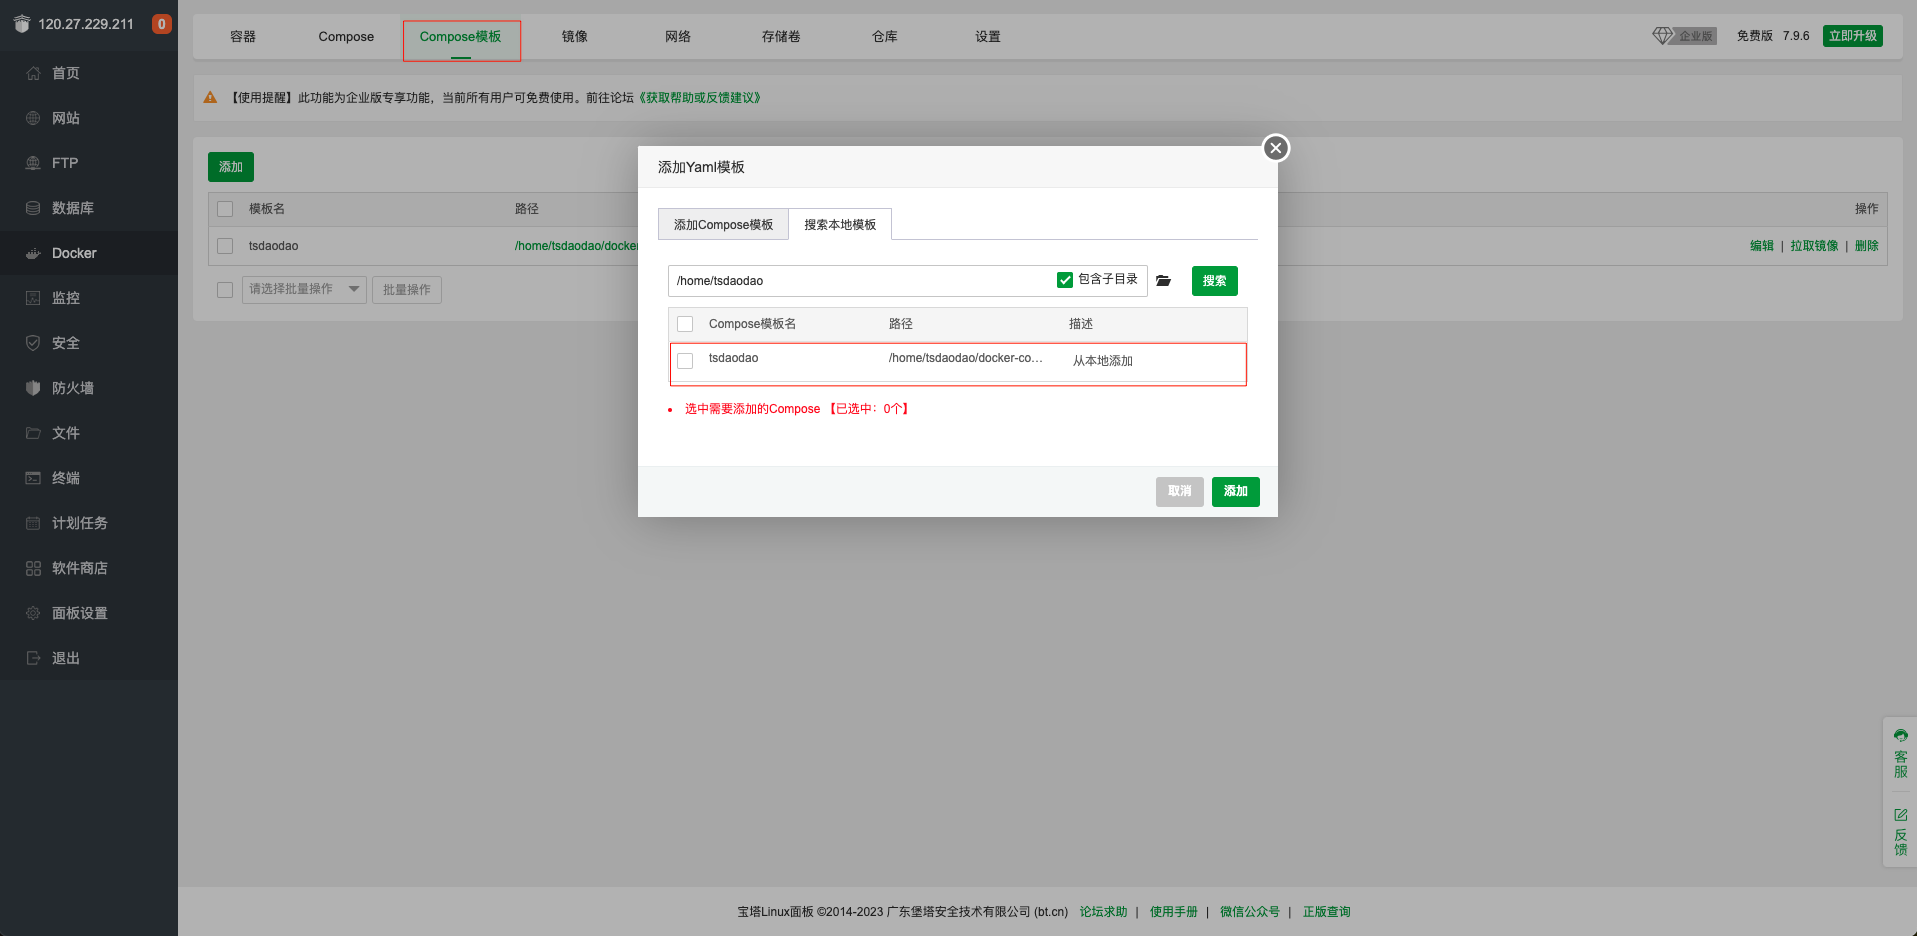 120.27.229.211 0
首页
网站
FTP
数据库
Docker
监控
安全
防火墙
文件
终端
计划任务
软件商店
面板设置
退出
容器 Compose Compose模板 镜像 网络 存储卷 仓库 设置
企业版 免费版 7.9.6 立即升级
【使用提醒】此功能为企业版专享功能，当前所有用户可免费使用。前往论坛《获取帮助或反馈建议》
添加
模板名 路径 操作
tsdaodao /home/tsdaodao/docker 编辑 | 拉取镜像 | 删除
请选择批量操作 批量操作
添加Yaml模板
添加Compose模板 搜索本地模板
/home/tsdaodao 包含子目录 搜索
Compose模板名 路径 描述
tsdaodao /home/tsdaodao/docker-co... 从本地添加
选中需要添加的Compose 【已选中：0个】
取消 添加
客服
反馈
宝塔Linux面板 ©2014-2023 广东堡塔安全技术有限公司 (bt.cn) 论坛求助 | 使用手册 | 微信公众号 | 正版查询